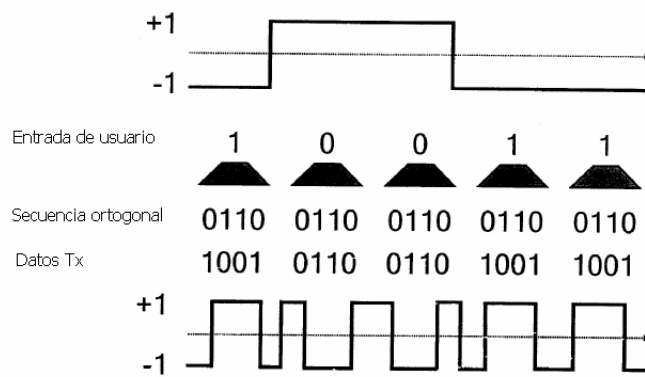 +1
-1
Entrada de usuario 1 0 0 1 1
Secuencia ortogonal 0110 0110 0110 0110 0110
Datos Tx 1001 0110 0110 1001 1001
+1
-1